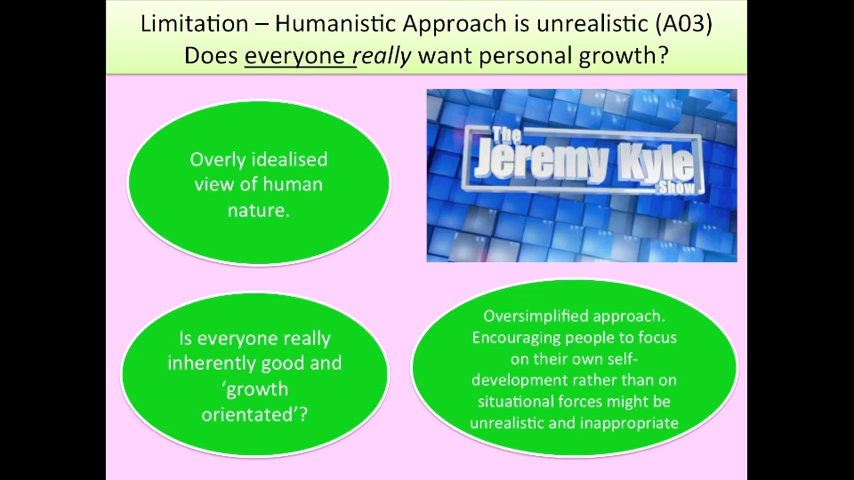 Limitation – Humanistic Approach is unrealistic (A03)
Does everyone really want personal growth?
Overly idealised
view of human
nature.
The
Jeremy Kyle
Show
Is everyone really
inherently good and
‘growth
orientated’?
Oversimplified approach.
Encouraging people to focus
on their own self-
development rather than on
situational forces might be
unrealistic and inappropriate